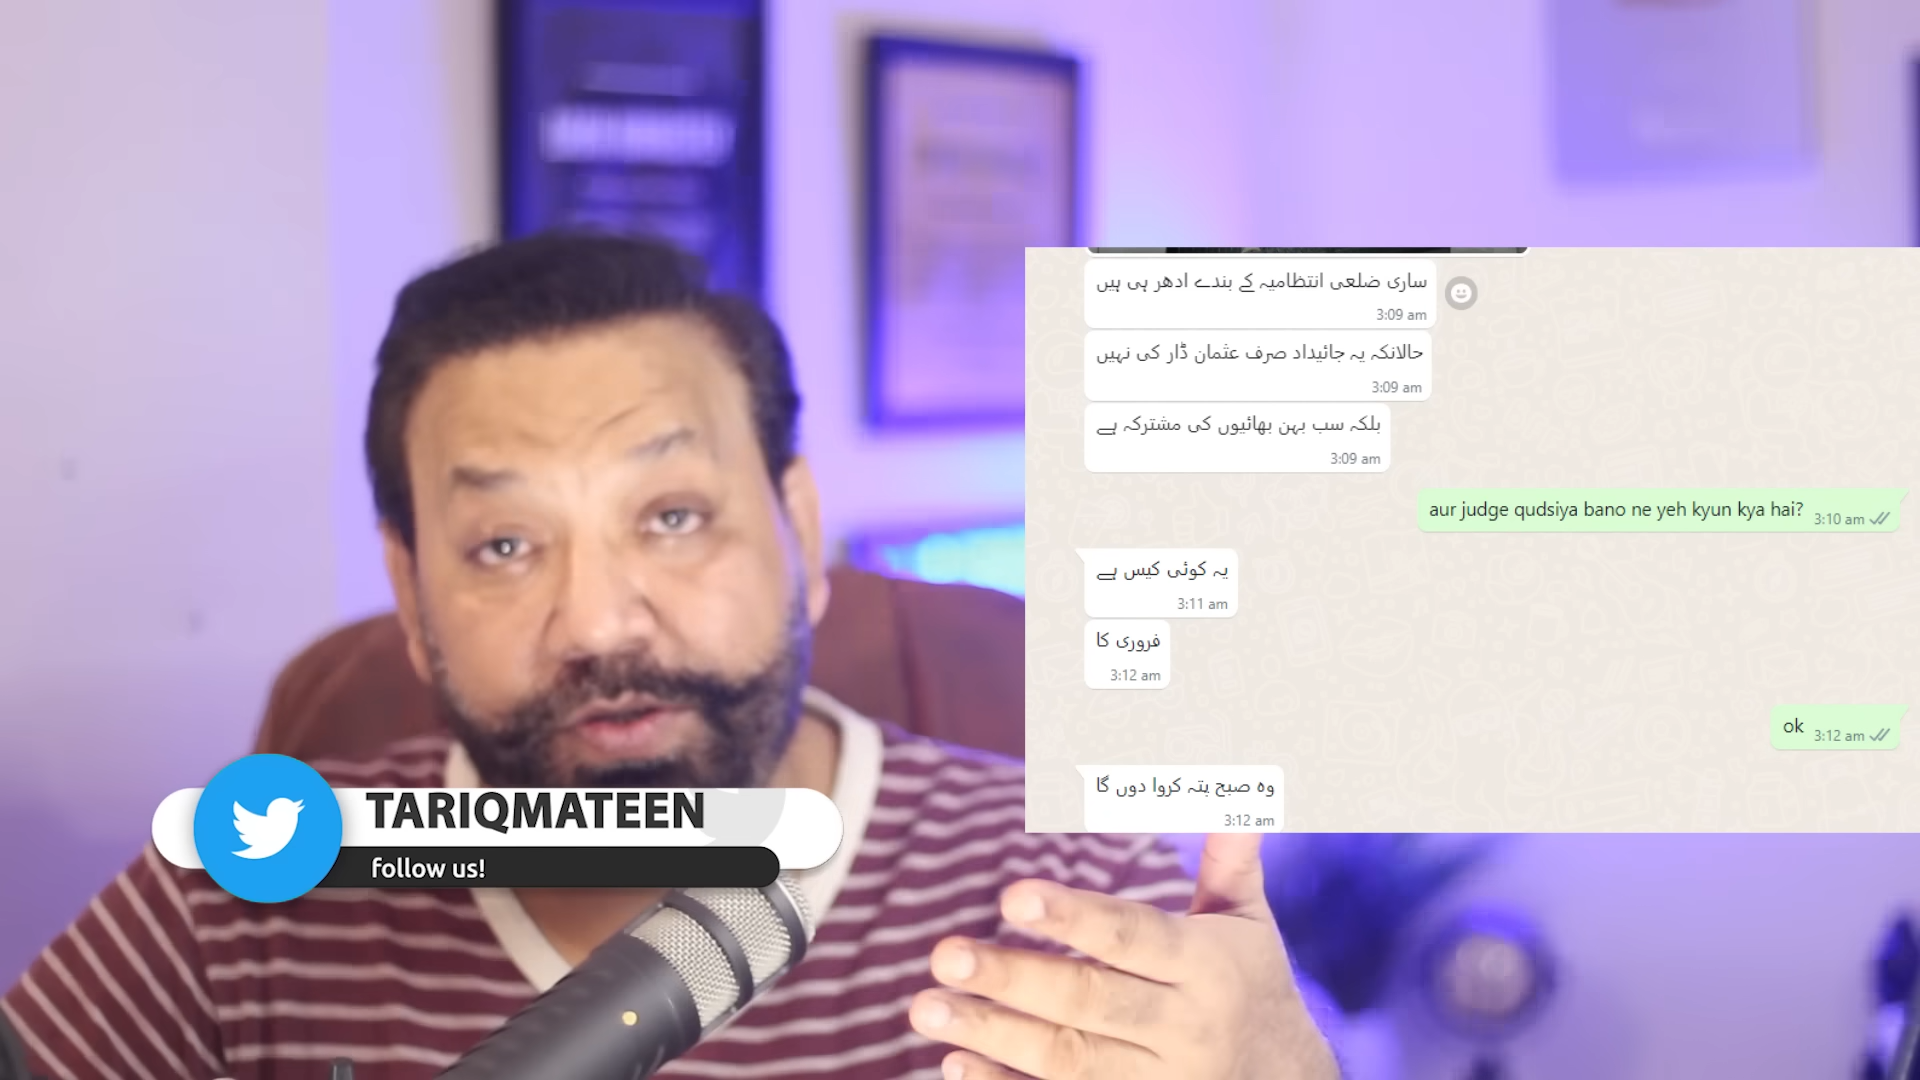 ساری ضلعی انتظامیہ کے بندے ادھر ہی ہیں
3:09 am
حالانکہ یہ جائیداد صرف عثمان ڈار کی نہیں
3:09 am
بلکہ سب بہن بھائیوں کی مشترکہ ہے
3:09 am
aur judge qudsiya bano ne yeh kyun kya hai?
3:10 am
یہ کوئی کیس ہے
3:11 am
فروری کا
3:12 am
ok
3:12 am
وہ صبح پتہ کروا دوں گا
3:12 am
TARIQMATEEN
follow us!